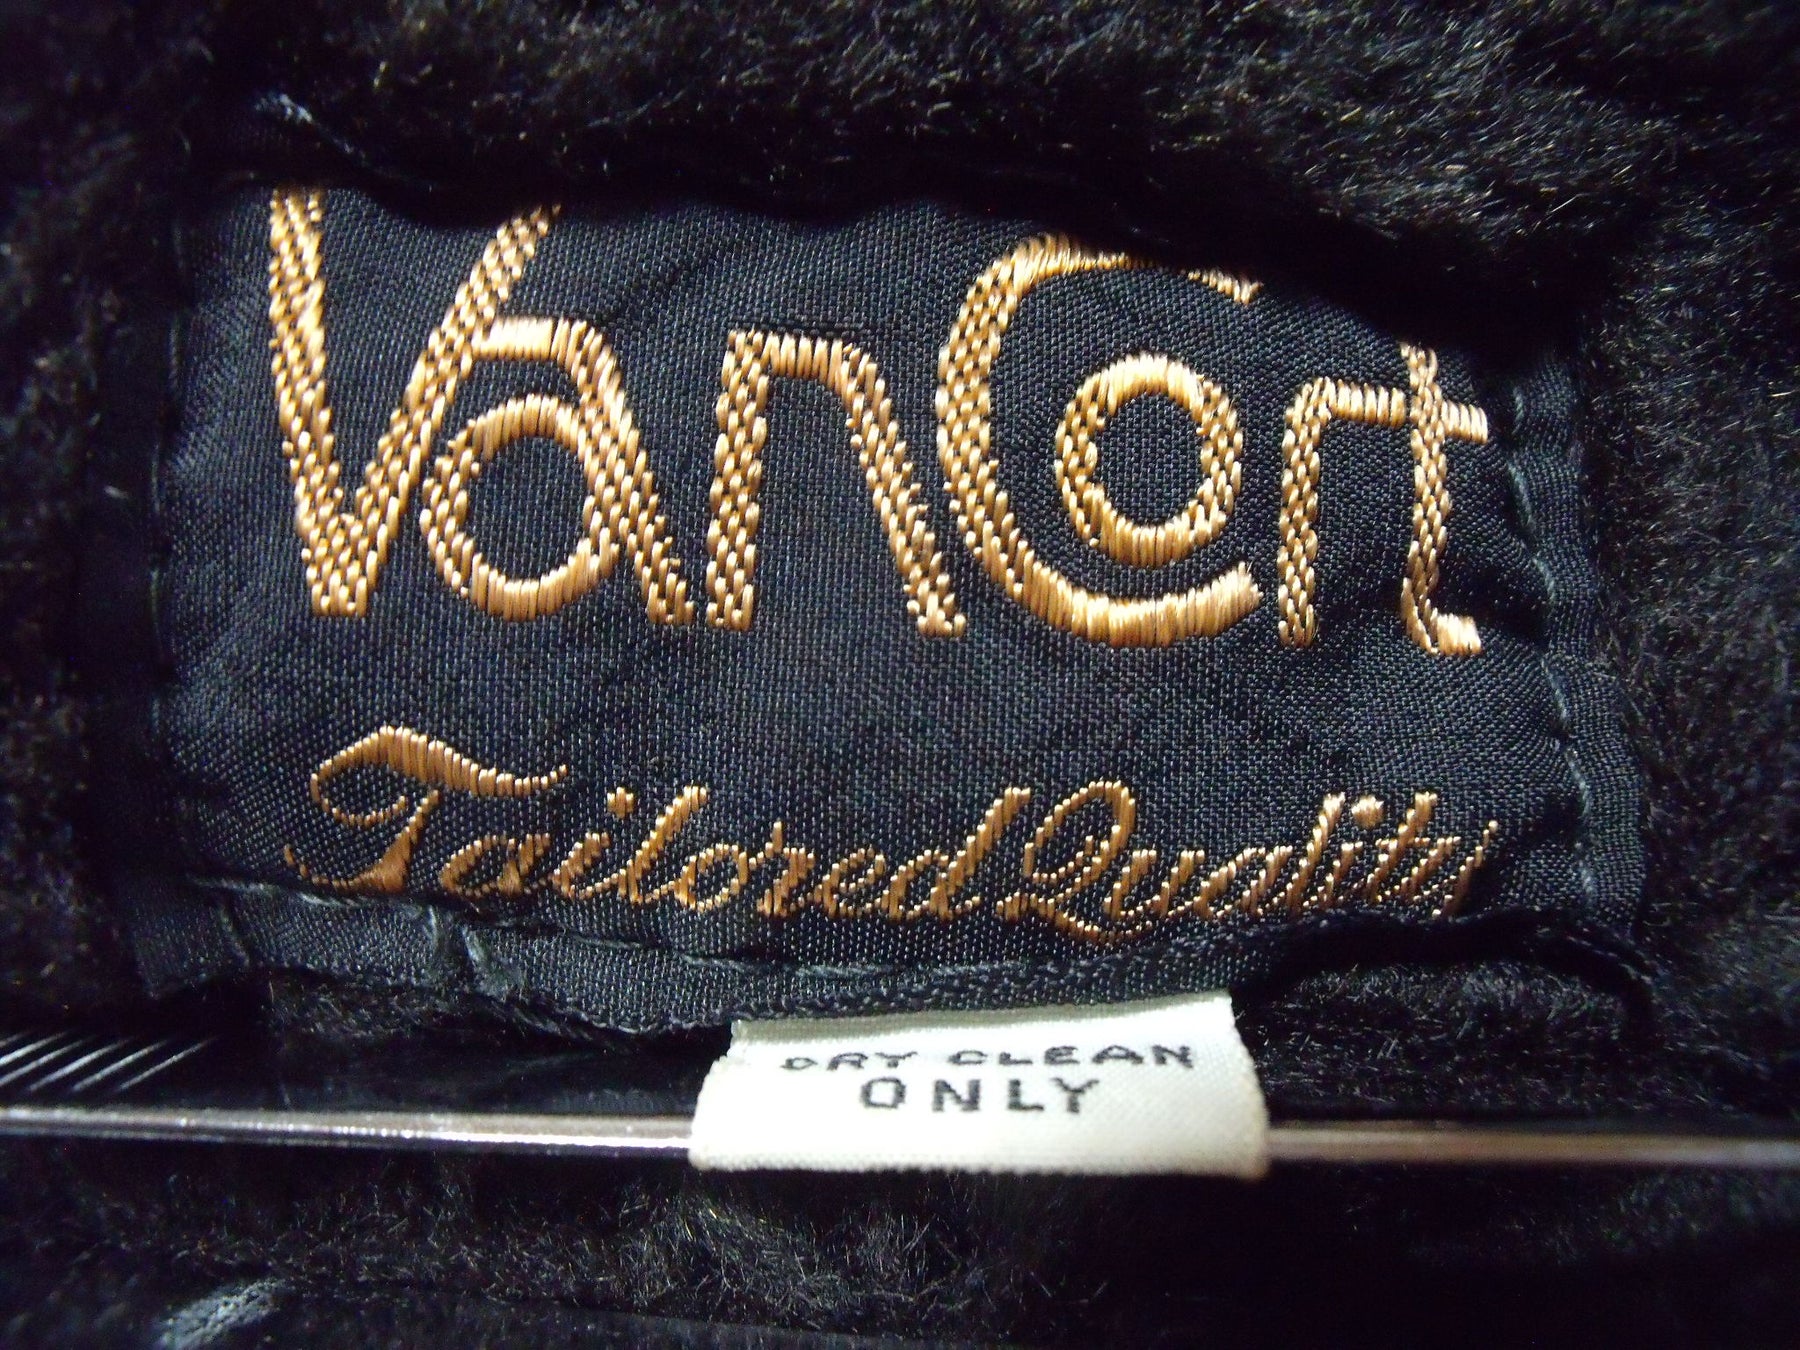 VanCort
Tailored Quality
DRY CLEAN
ONLY